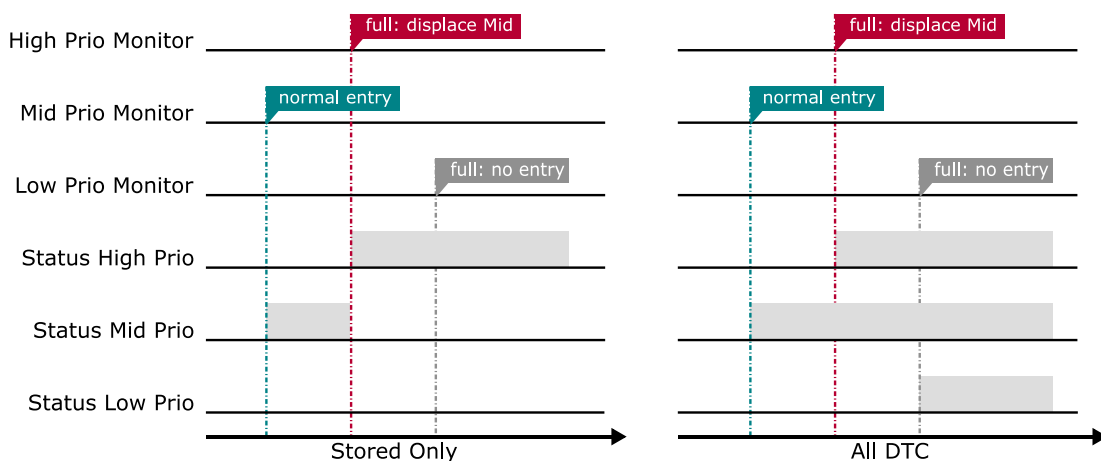 High Prio Monitor
full: displace Mid
full: displace Mid
Mid Prio Monitor
normal entry
normal entry
Low Prio Monitor
full: no entry
full: no entry
Status High Prio
Status Mid Prio
Status Low Prio
Stored Only
All DTC